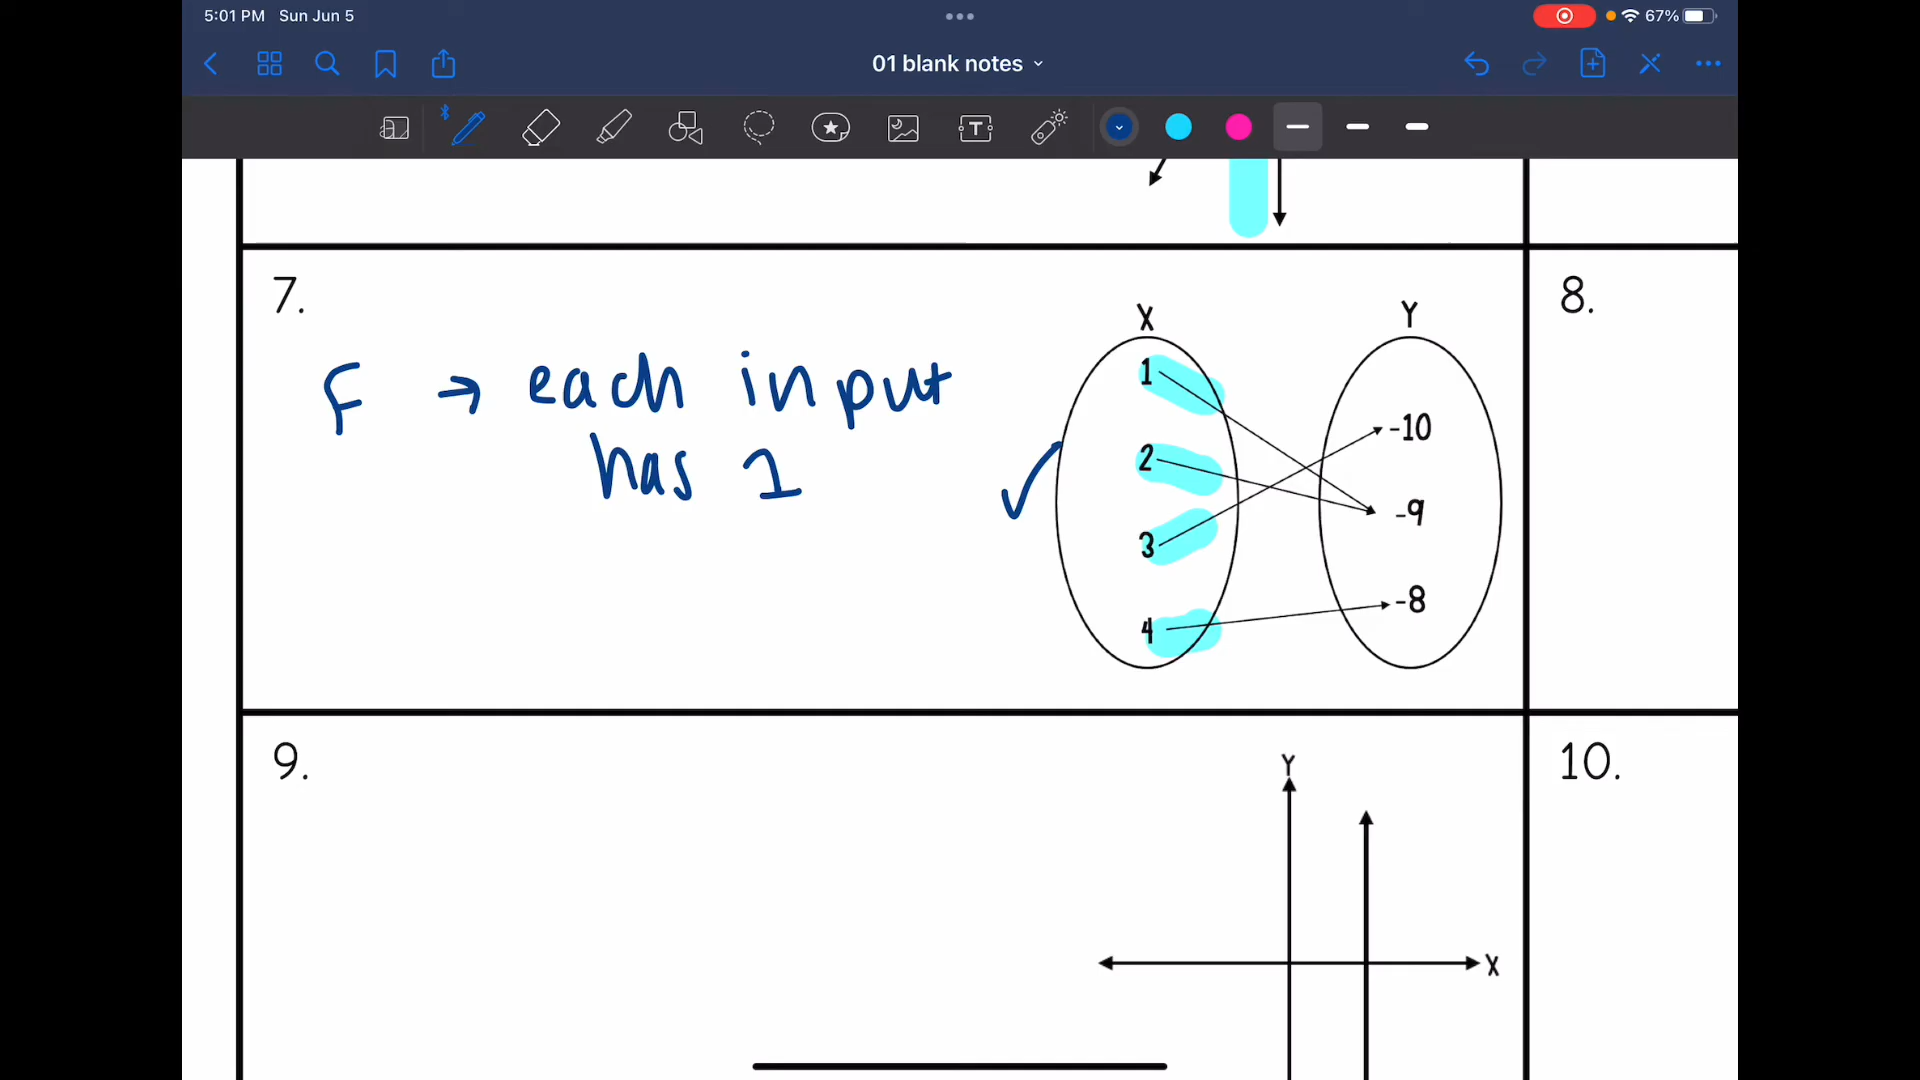 5:01 PM Sun Jun 5
67%
01 blank notes
7.
F → each input
has 1
X
Y
1
2
3
4
-10
-9
-8
8.
9.
Y
X
10.